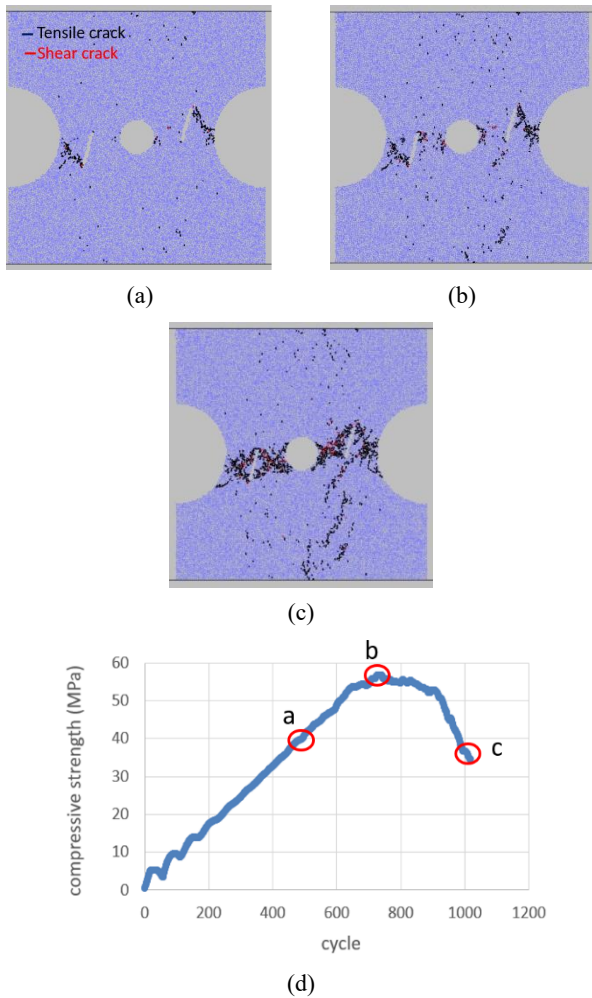 Tensile crack
Shear crack
(a)
(b)
(c)
b
a
c
60
50
40
30
20
10
0
0
200
400
600
800
1000
1200
compressive strength (MPa)
cycle
(d)